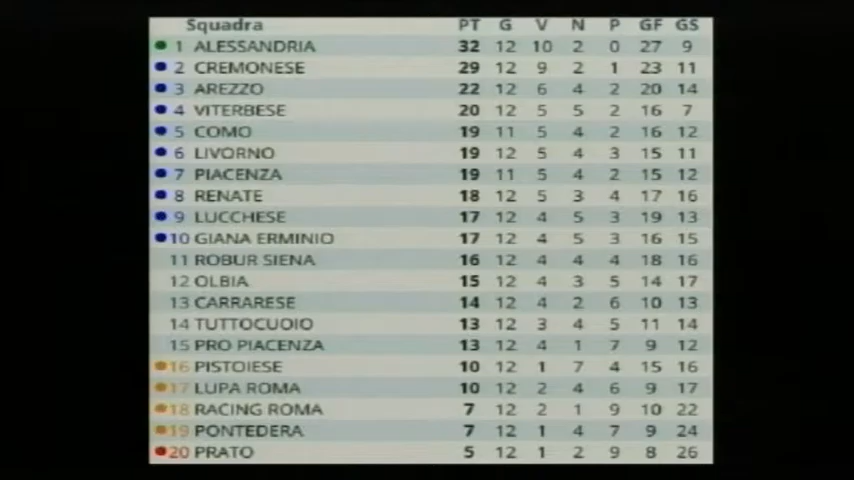 Squadra PT G V N P GF GS
1 ALESSANDRIA 32 12 10 2 0 27 9
2 CREMONESE 29 12 9 2 1 23 11
3 AREZZO 22 12 6 4 2 20 14
4 VITERBESE 20 12 5 5 2 16 7
5 COMO 19 11 5 4 2 16 12
6 LIVORNO 19 12 5 4 3 15 11
7 PIACENZA 19 11 5 4 2 15 12
8 RENATE 18 12 5 3 4 17 16
9 LUCCHESE 17 12 4 5 3 19 13
10 GIANA ERMINIO 17 12 4 5 3 16 15
11 ROBUR SIENA 16 12 4 4 4 18 16
12 OLBIA 15 12 4 3 5 14 17
13 CARRARESE 14 12 4 2 6 10 13
14 TUTTOCUOIO 13 12 3 4 5 11 14
15 PRO PIACENZA 13 12 4 1 7 9 12
16 PISTOIESE 10 12 1 7 4 15 16
17 LUPA ROMA 10 12 2 4 6 9 17
18 RACING ROMA 7 12 2 1 9 10 22
19 PONTEDERA 7 12 1 4 7 9 24
20 PRATO 5 12 1 2 9 8 26